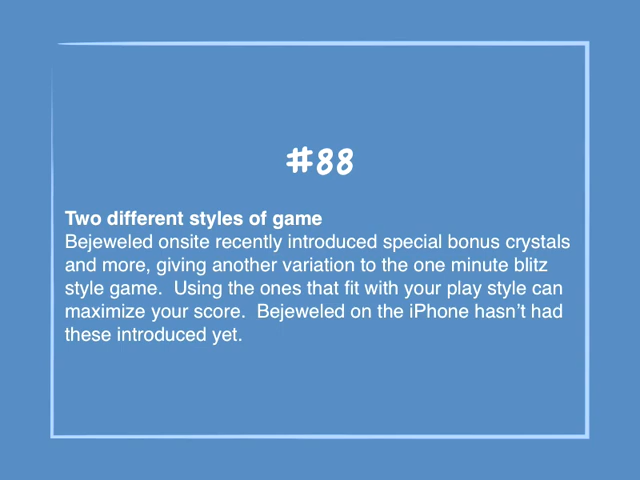 #88
Two different styles of game
Bejeweled onsite recently introduced special bonus crystals
and more, giving another variation to the one minute blitz
style game.  Using the ones that fit with your play style can
maximize your score.  Bejeweled on the iPhone hasn't had
these introduced yet.